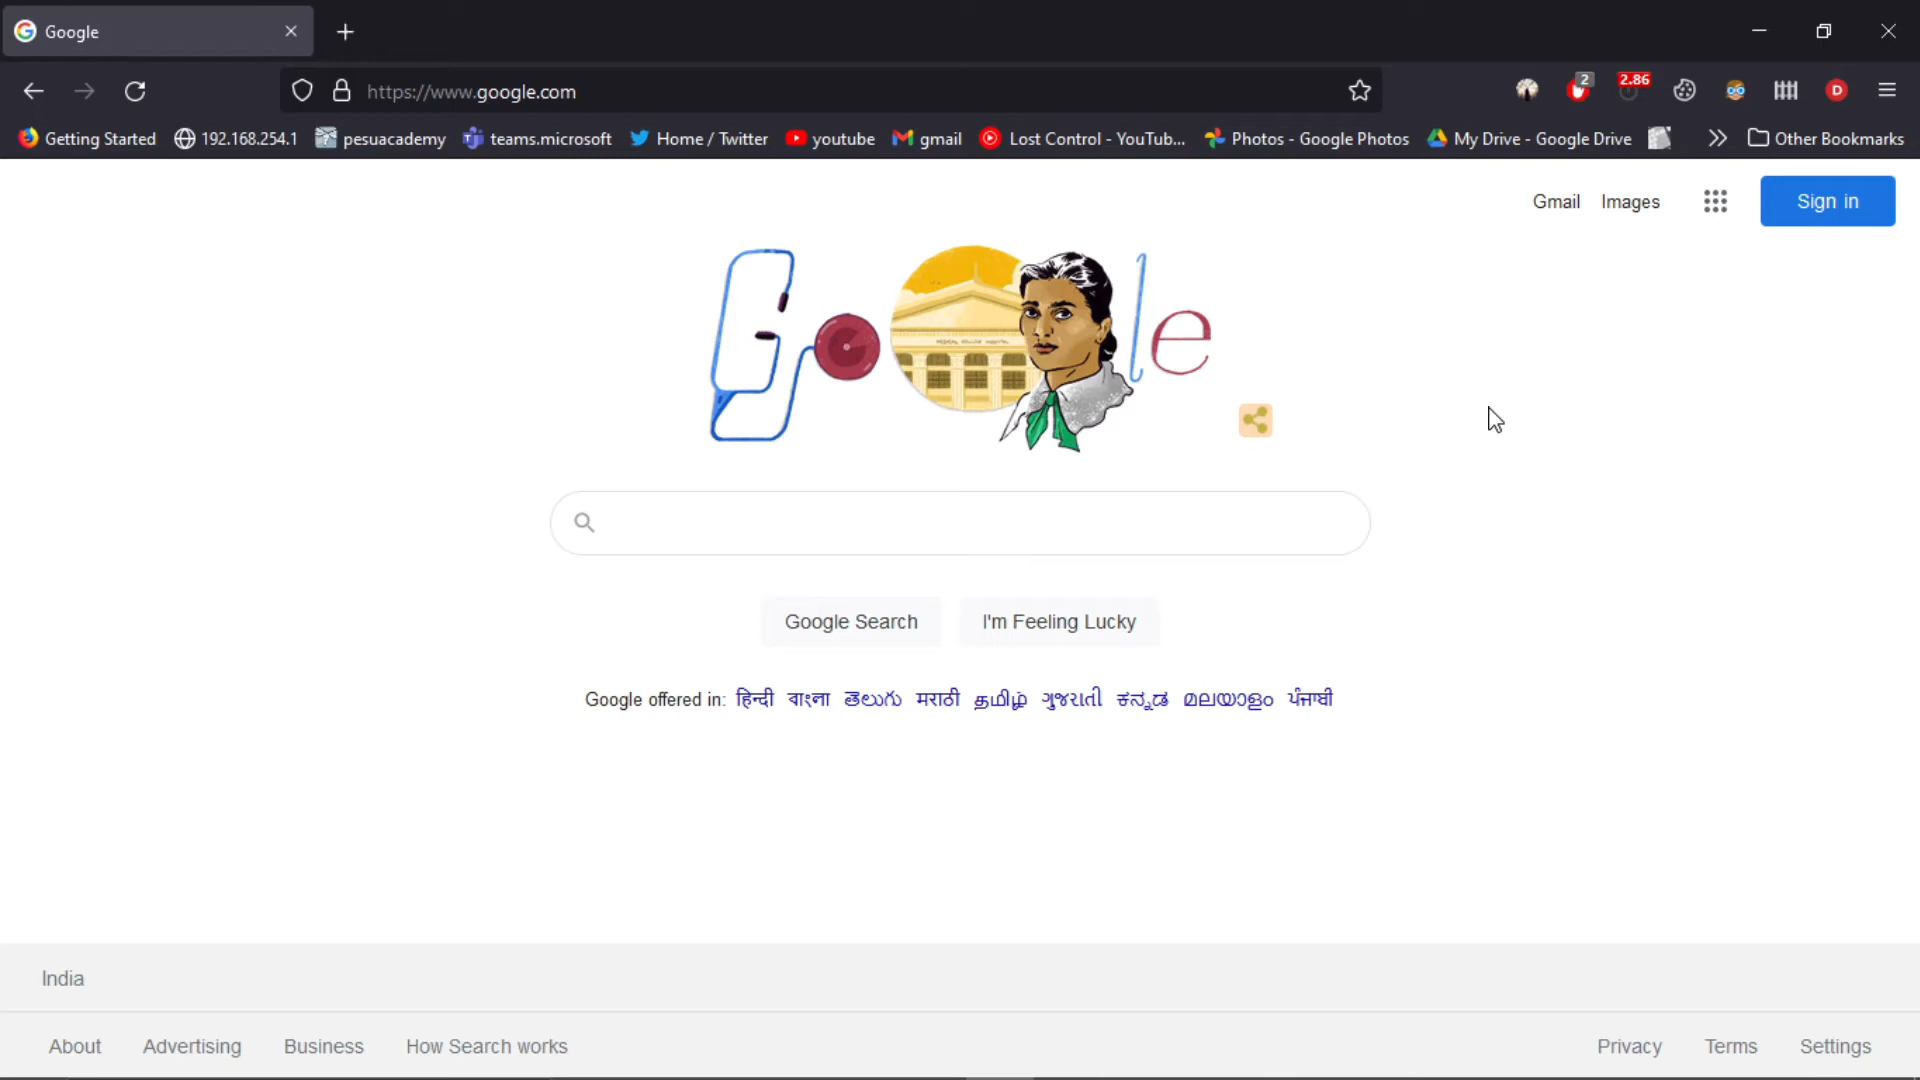 Google
https://www.google.com
2
2.86
D
Getting Started
192.168.254.1
pesuacademy
teams.microsoft
Home / Twitter
youtube
gmail
Lost Control - YouTub...
Photos - Google Photos
My Drive - Google Drive
Other Bookmarks
Gmail Images
Sign in
MEDICAL COLLEGE HOSPITAL
Google Search
I'm Feeling Lucky
Google offered in: हिन्दी বাংলা తెలుగు मराठी தமிழ் ગુજરાતી ಕನ್ನಡ മലയാളം ਪੰਜਾਬੀ
India
About Advertising Business How Search works Privacy Terms Settings